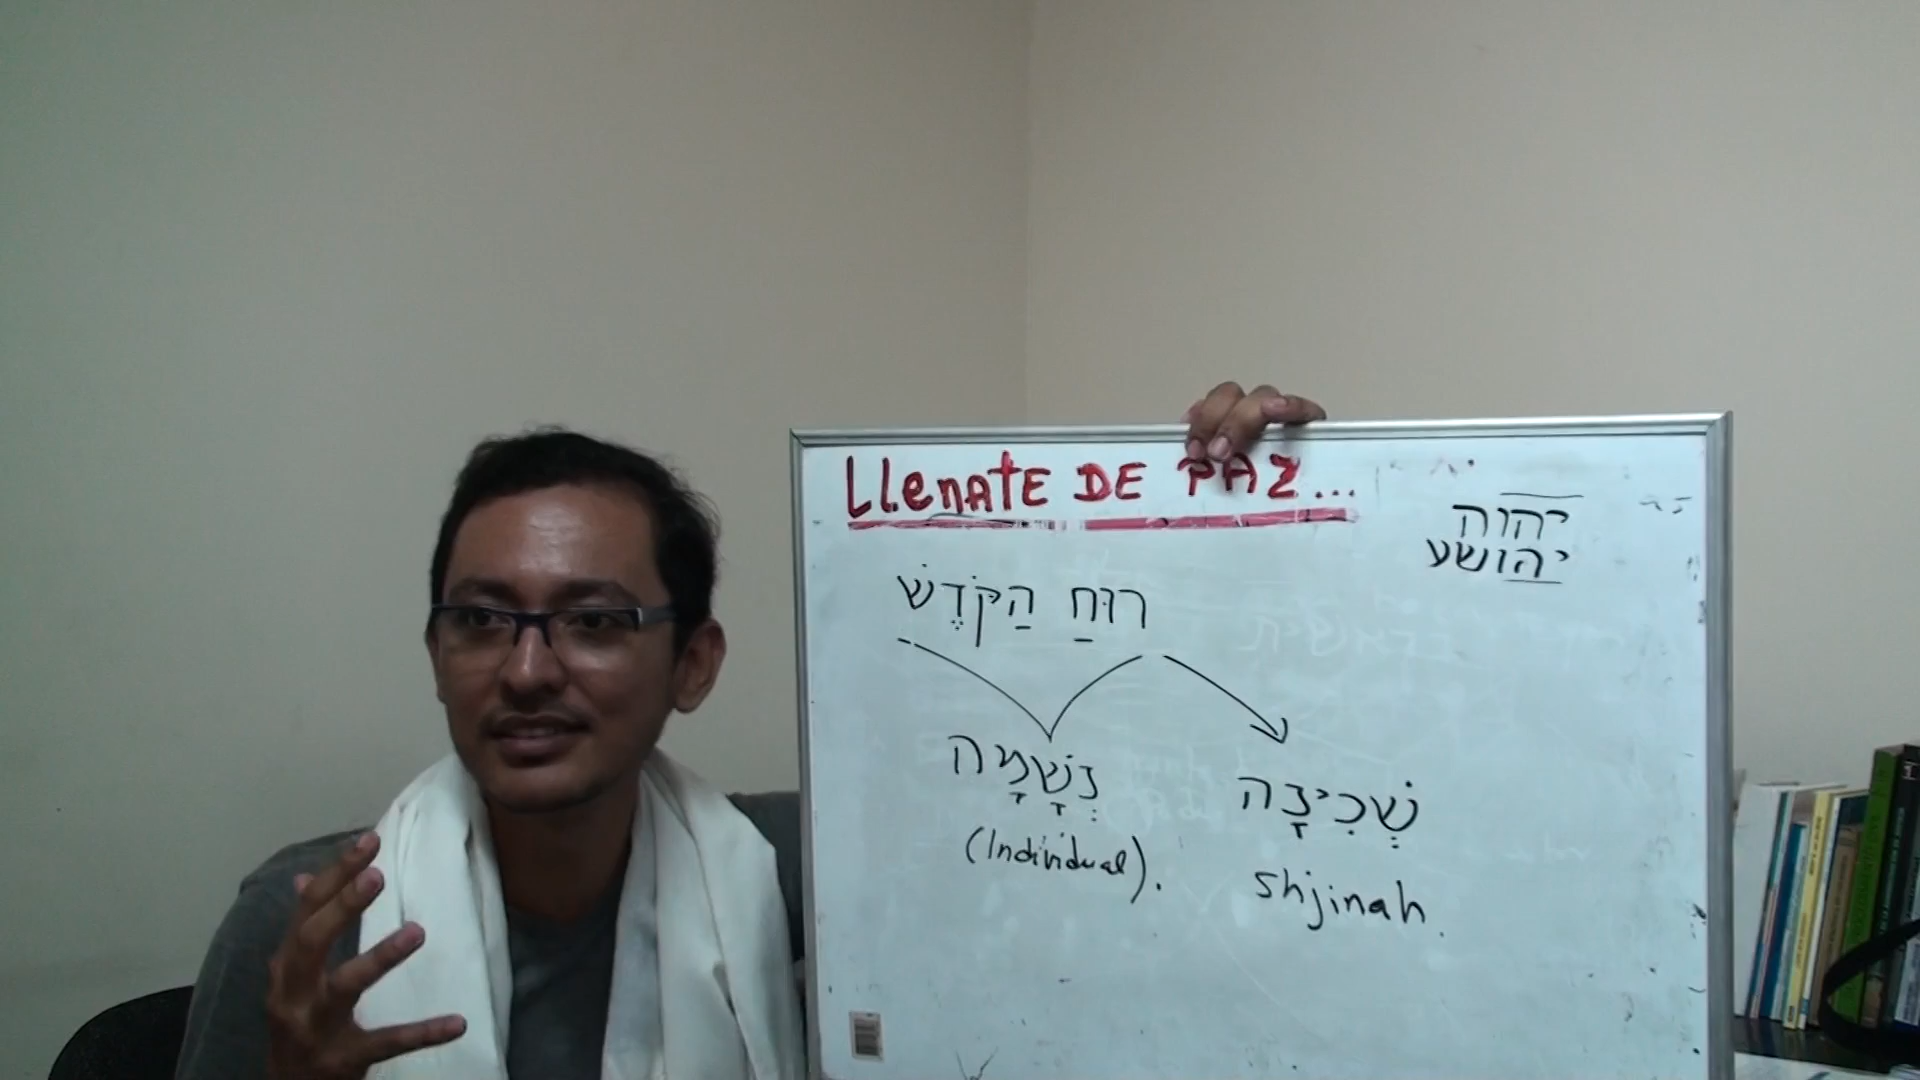 LLENATE DE PAZ...
יהוה
יהושע
רוּחַ הַקֹּדֶשׁ
נְשָׁמָה
(Individual).
שְׁכִינָה
shjinah.